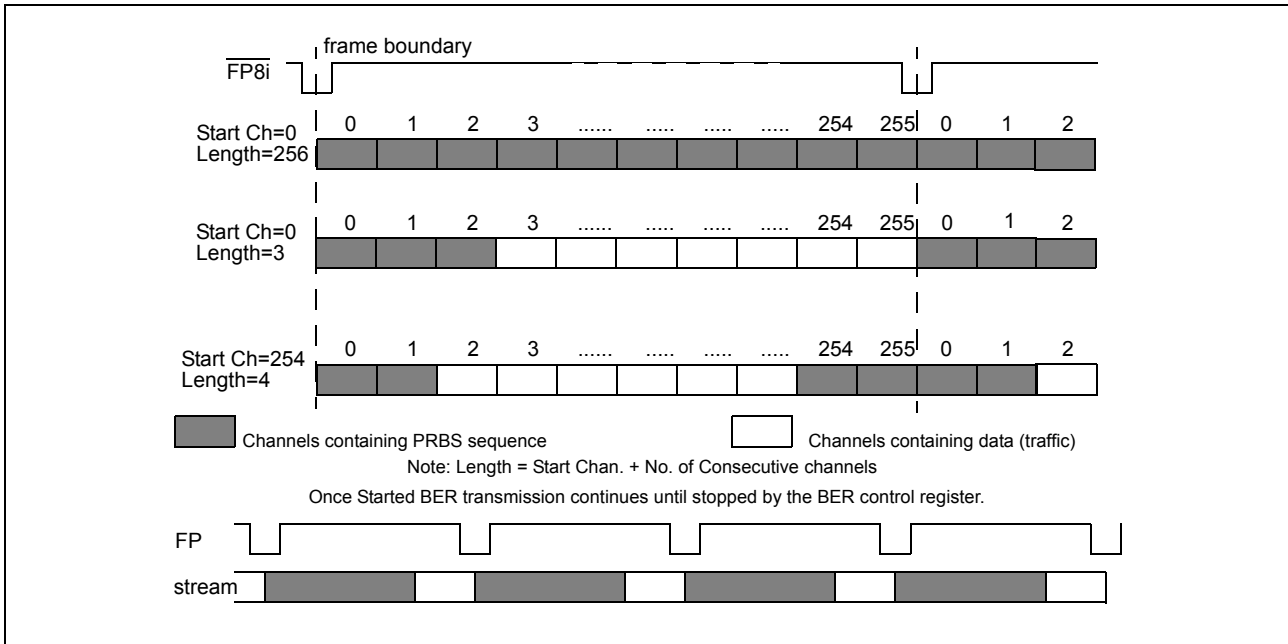 frame boundary
FP8i
Start Ch=0
Length=256
0 1 2 3 ...... ..... ..... ..... 254 255 0 1 2
Start Ch=0
Length=3
0 1 2 3 ...... ..... ..... ..... 254 255 0 1 2
Start Ch=254
Length=4
0 1 2 3 ...... ..... ..... ..... 254 255 0 1 2
Channels containing PRBS sequence
Channels containing data (traffic)
Note: Length = Start Chan. + No. of Consecutive channels
Once Started BER transmission continues until stopped by the BER control register.
FP
stream